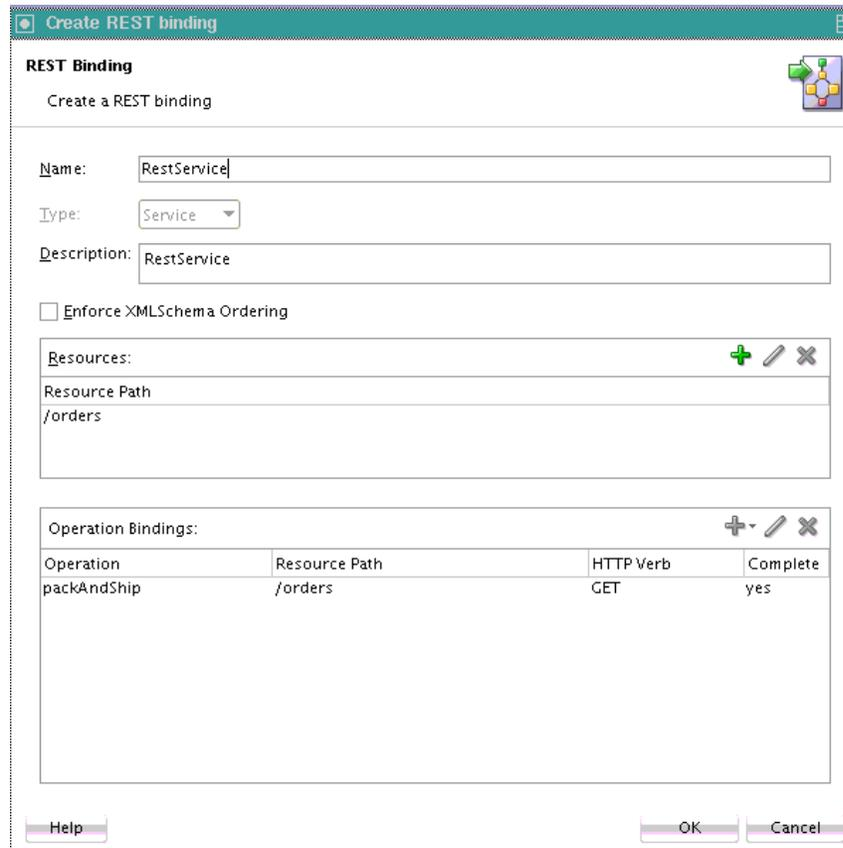 Create REST binding
REST Binding
Create a REST binding
Name: RestService
Type: Service
Description: RestService
Enforce XMLSchema Ordering
Resources:
Resource Path
/orders
Operation Bindings:
Operation Resource Path HTTP Verb Complete
packAndShip /orders GET yes
Help OK Cancel